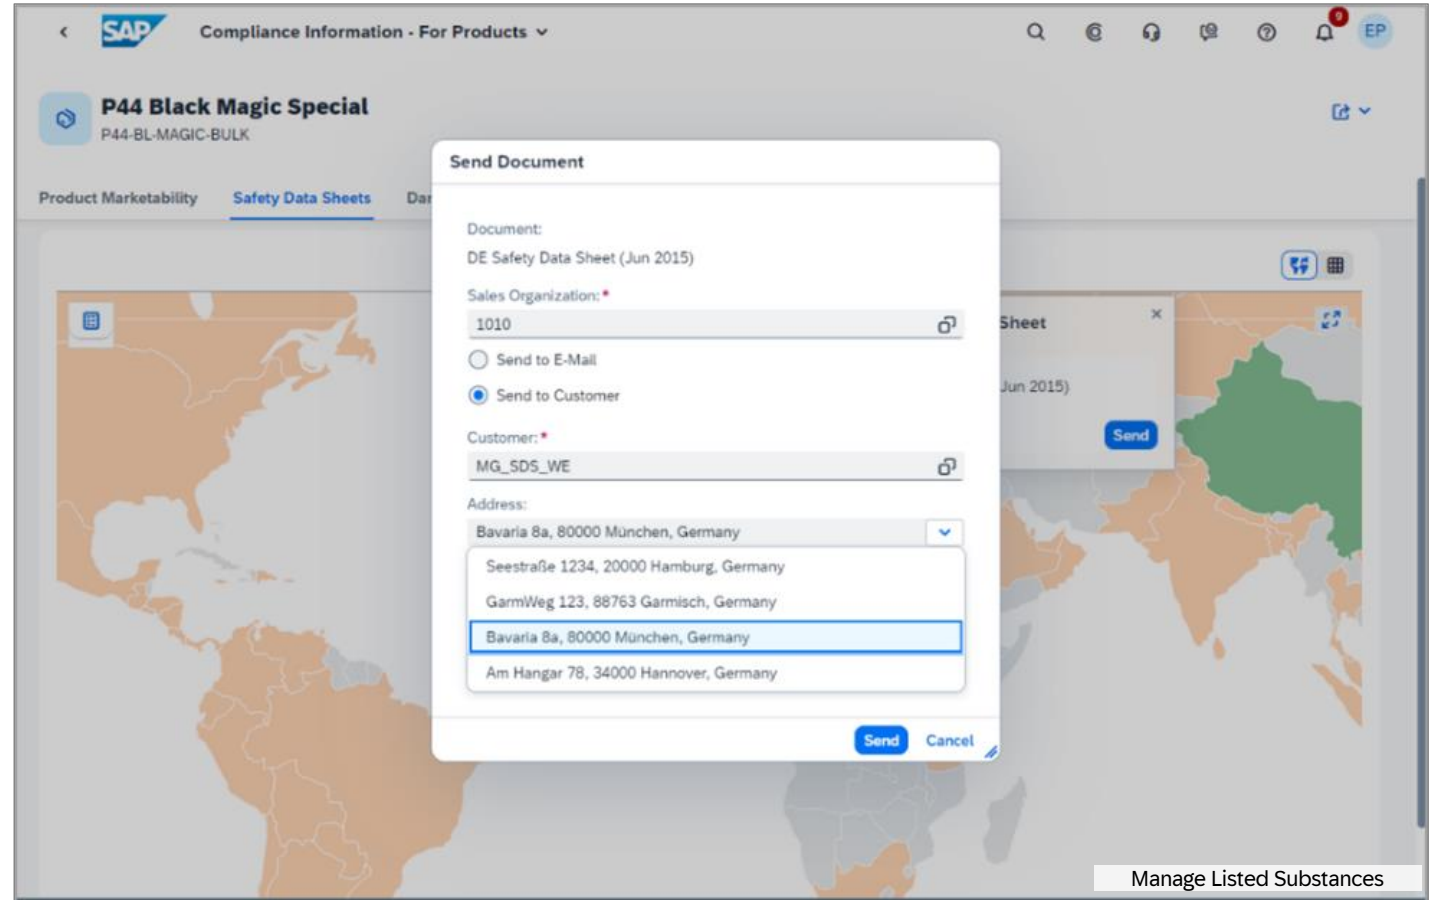 SAP
Compliance Information - For Products
9
EP
P44 Black Magic Special
P44-BL-MAGIC-BULK
Product Marketability
Safety Data Sheets
Dan
Send Document
Document:
DE Safety Data Sheet (Jun 2015)
Sales Organization:*
1010
Send to E-Mail
Send to Customer
Customer:*
MG_SDS_WE
Address:
Bavaria 8a, 80000 München, Germany
Seestraße 1234, 20000 Hamburg, Germany
GarmWeg 123, 88763 Garmisch, Germany
Bavaria 8a, 80000 München, Germany
Am Hangar 78, 34000 Hannover, Germany
Send
Cancel
Sheet
Jun 2015)
Send
Manage Listed Substances